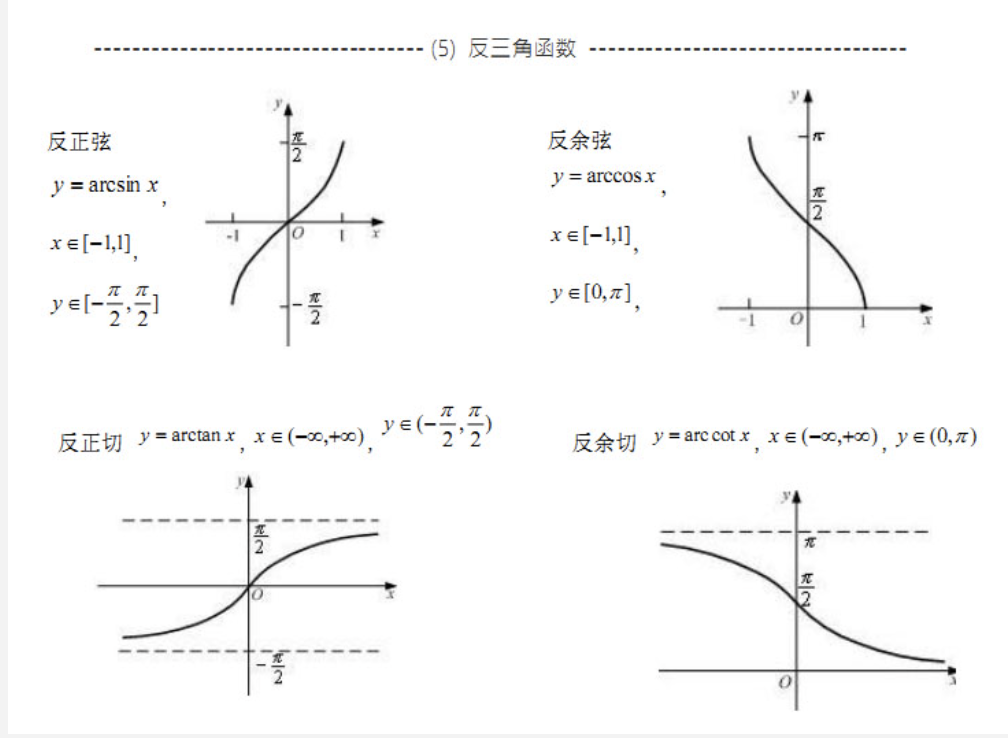 (5) 反三角函数
反正弦
y = arcsin x,
x∈[-1,1],
y∈[-π/2,π/2]
y
π/2
-1
O
1
x
-π/2
反余弦
y = arccos x,
x∈[-1,1],
y∈[0,π],
y
π
π/2
-1
O
1
x
反正切 y = arctan x, x∈(-∞,+∞), y∈(-π/2,π/2)
y
π/2
O
x
-π/2
反余切 y = arc cot x, x∈(-∞,+∞), y∈(0,π)
y
π
π/2
O
x